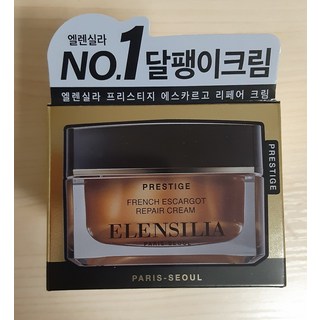 엘렌실라
NO.1 달팽이크림
엘렌실라 프리스티지 에스카르고 리페어 크림
PRESTIGE
PRESTIGE
FRENCH ESCARGOT
REPAIR CREAM
ELENSILIA
PARIS-SEOUL
PARIS-SEOUL